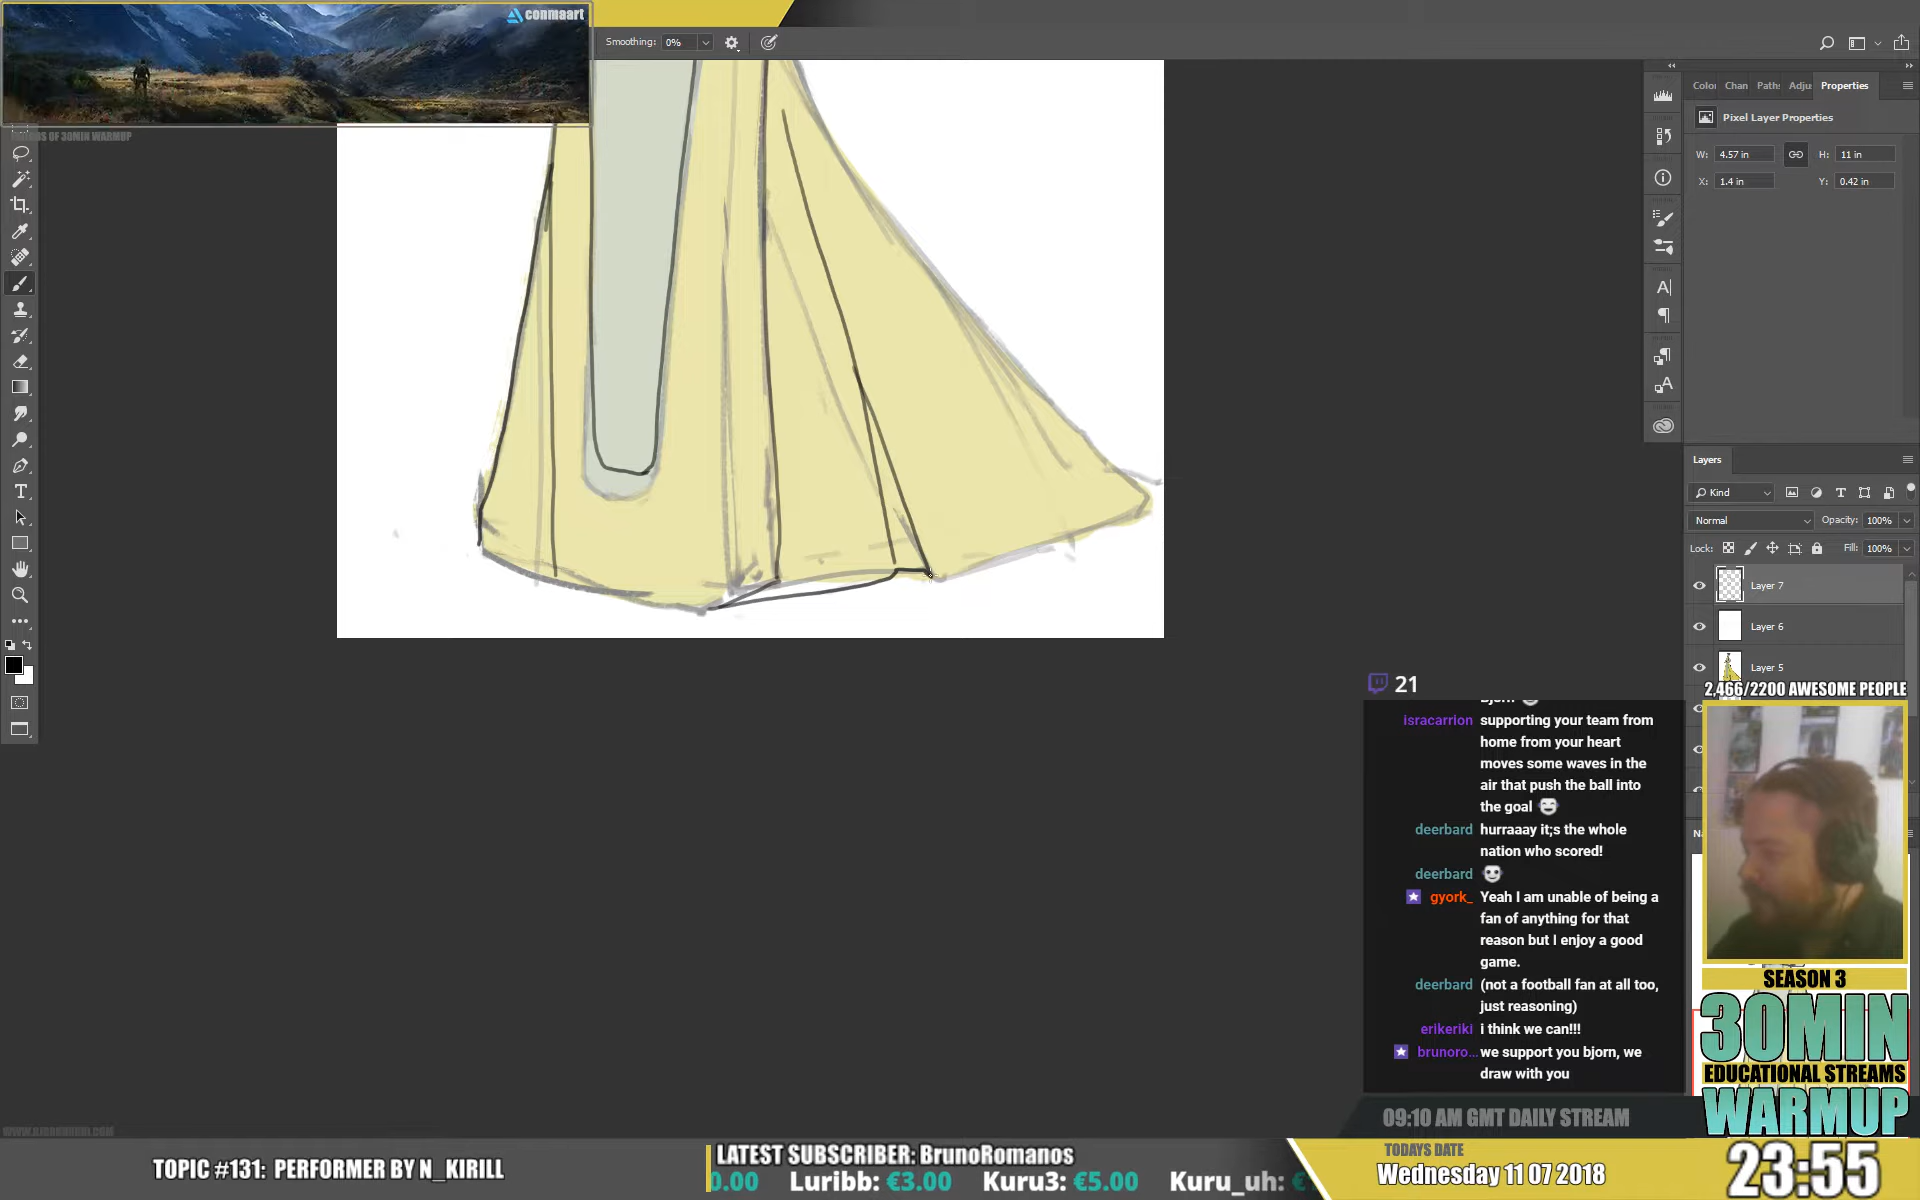 conmaart
Smoothing: 0%
OF 30MIN WARMUP
Color Chan Paths Adju Properties
Pixel Layer Properties
W: 4.57 in H: 11 in
X: 1.4 in Y: 0.42 in
Layers
Kind
Normal Opacity: 100%
Lock: Fill: 100%
Layer 7
Layer 6
Layer 5
2,466/2200 AWESOME PEOPLE
21
isracarrion supporting your team from
home from your heart
moves some waves in the
air that push the ball into
the goal
deerbard hurraaay it;s the whole
nation who scored!
deerbard
gyork_ Yeah I am unable of being a
fan of anything for that
reason but I enjoy a good
game.
deerbard (not a football fan at all too,
just reasoning)
erikeriki i think we can!!!
brunoro... we support you bjorn, we
draw with you
SEASON 3
30MIN
EDUCATIONAL STREAMS
WARMUP
09:10 AM GMT DAILY STREAM
TOPIC #131: PERFORMER BY N_KIRILL
LATEST SUBSCRIBER: BrunoRomanos
0.00 Luribb: €3.00 Kuru3: €5.00 Kuru_uh: €
TODAYS DATE
Wednesday 11 07 2018
23:55